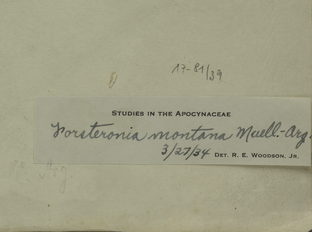 17-81/39
STUDIES IN THE APOCYNACEAE
Forsteronia montana Muell.-Arg.
3/27/34 DET. R. E. WOODSON, JR.